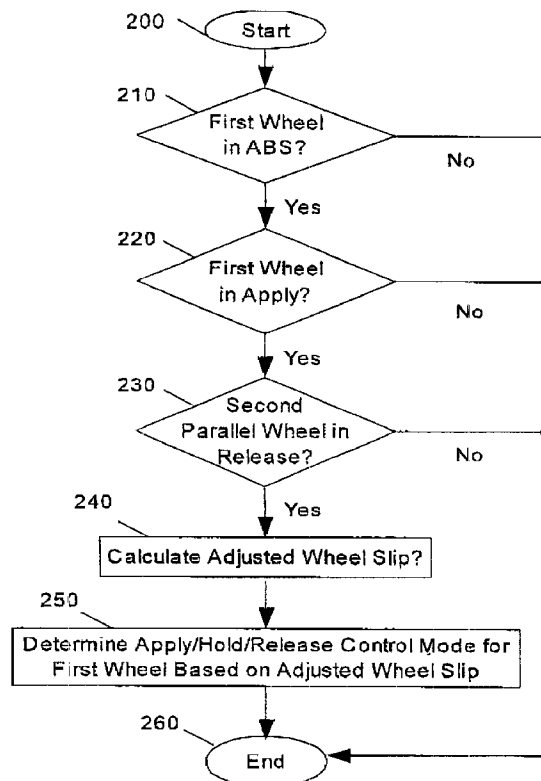 200
Start
210
First Wheel
in ABS?
No
Yes
220
First Wheel
in Apply?
No
Yes
230
Second
Parallel Wheel in
Release?
No
Yes
240
Calculate Adjusted Wheel Slip?
250
Determine Apply/Hold/Release Control Mode for
First Wheel Based on Adjusted Wheel Slip
260
End